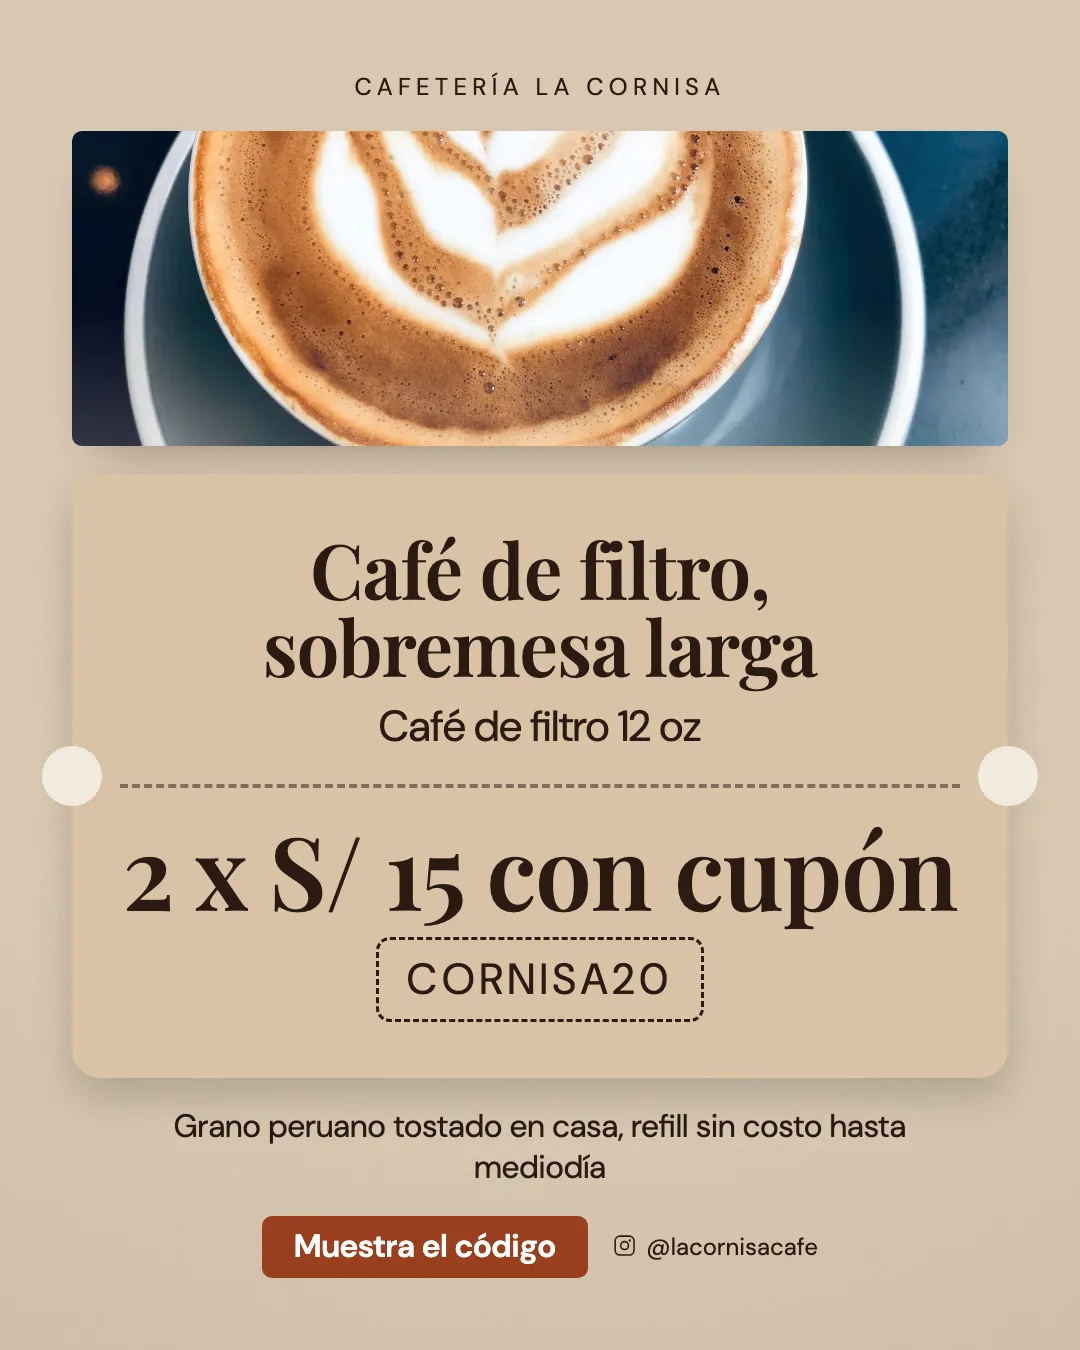 CAFETERÍA LA CORNISA
Café de filtro,
sobremesa larga
Café de filtro 12 oz
2 x S/ 15 con cupón
CORNISA20
Grano peruano tostado en casa, refill sin costo hasta
mediodía
Muestra el código
@lacornisacafe